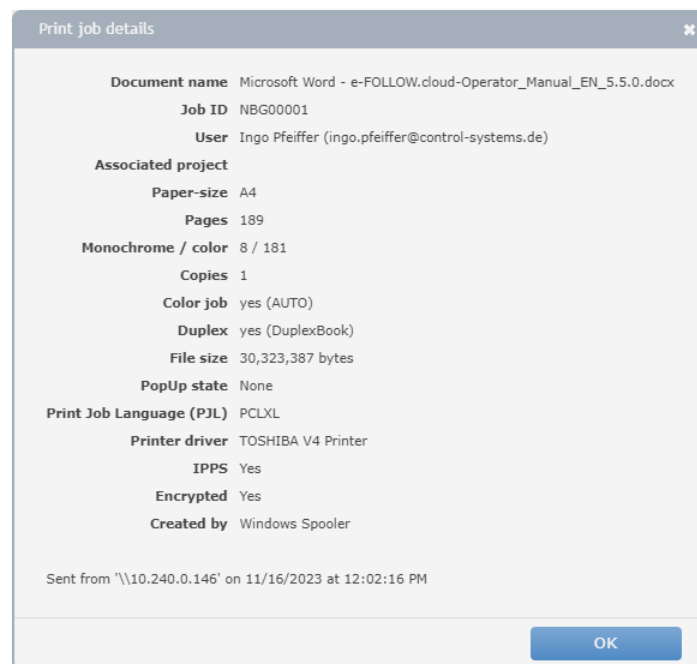 Print job details
Document name Microsoft Word - e-FOLLOW.cloud-Operator_Manual_EN_5.5.0.docx
Job ID NBG00001
User Ingo Pfeiffer (ingo.pfeiffer@control-systems.de)
Associated project
Paper-size A4
Pages 189
Monochrome / color 8 / 181
Copies 1
Color job yes (AUTO)
Duplex yes (DuplexBook)
File size 30,323,387 bytes
PopUp state None
Print Job Language (PJL) PCLXL
Printer driver TOSHIBA V4 Printer
IPPS Yes
Encrypted Yes
Created by Windows Spooler
Sent from '\\10.240.0.146' on 11/16/2023 at 12:02:16 PM
OK